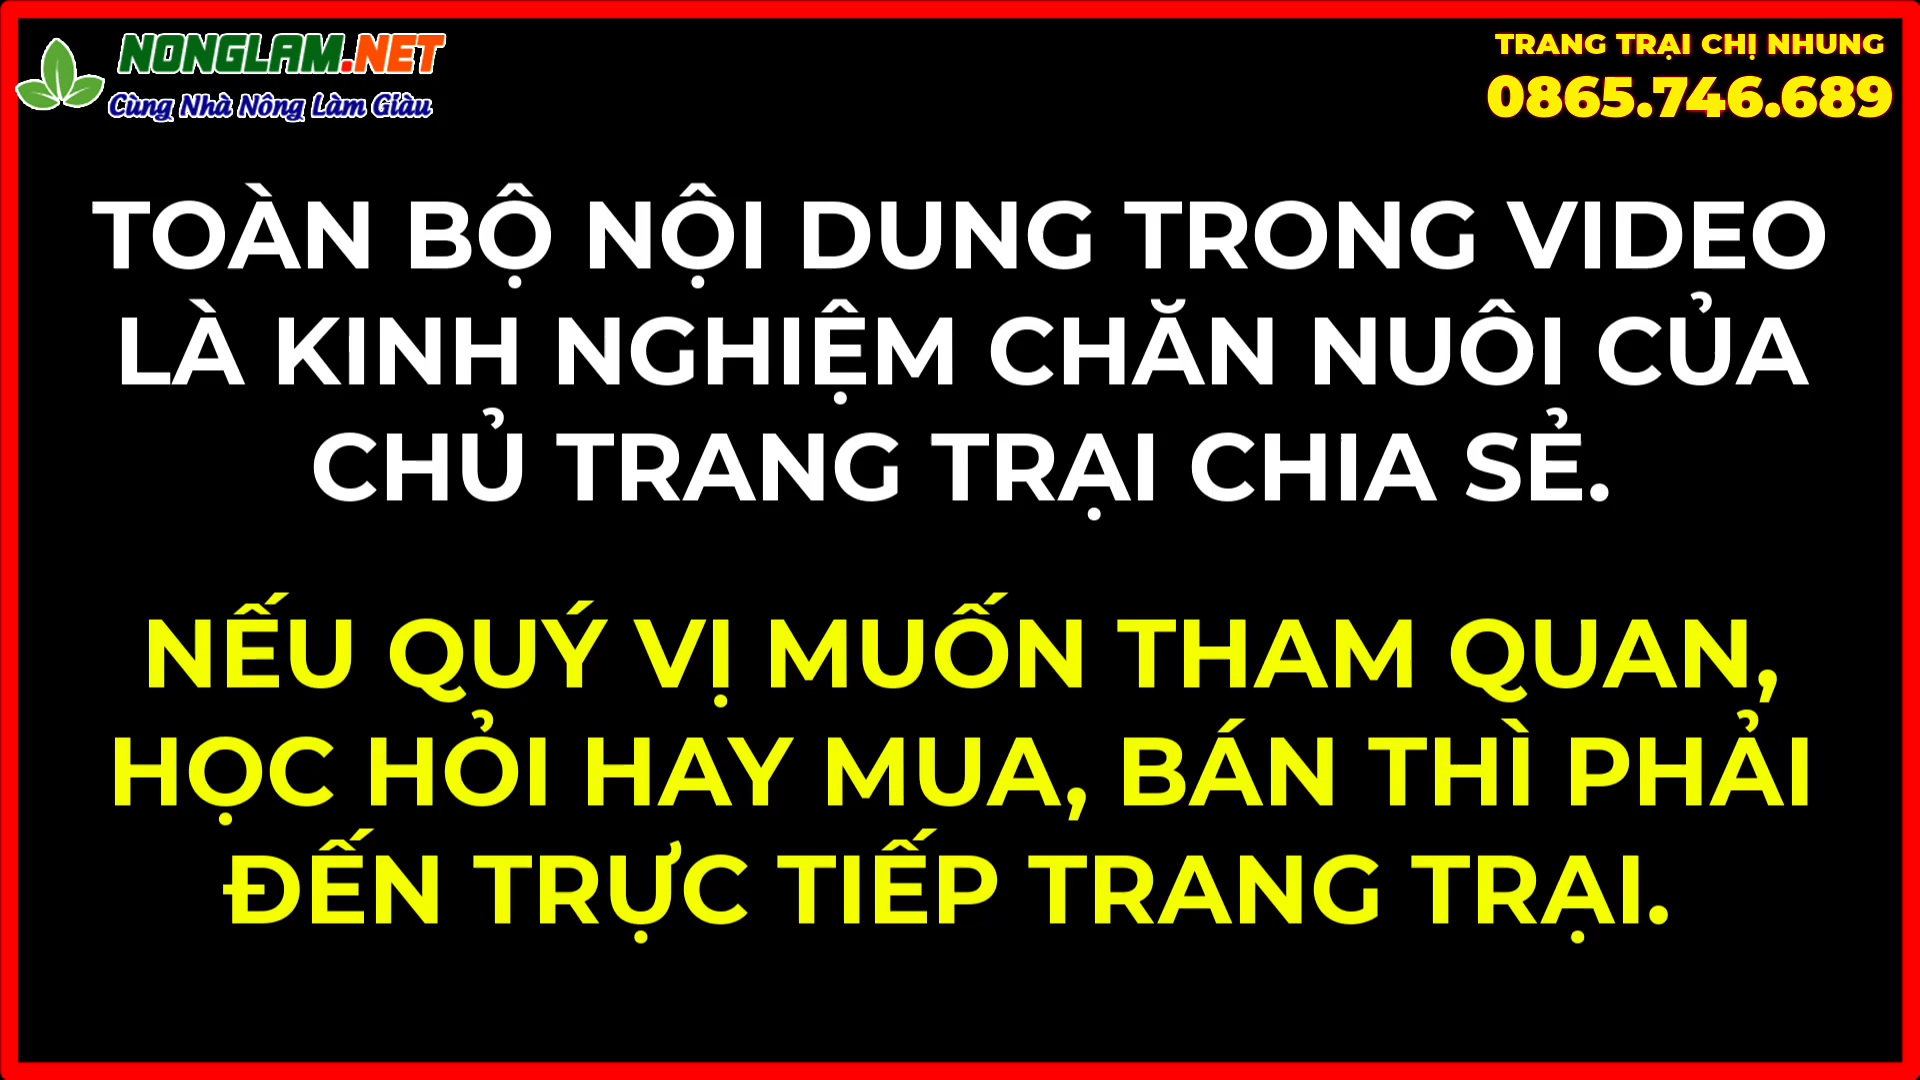 NONGLAM.NET
Cùng Nhà Nông Làm Giàu
TRANG TRẠI CHỊ NHUNG
0865.746.689
TOÀN BỘ NỘI DUNG TRONG VIDEO
LÀ KINH NGHIỆM CHĂN NUÔI CỦA
CHỦ TRANG TRẠI CHIA SẺ.
NẾU QUÝ VỊ MUỐN THAM QUAN,
HỌC HỎI HAY MUA, BÁN THÌ PHẢI
ĐẾN TRỰC TIẾP TRANG TRẠI.